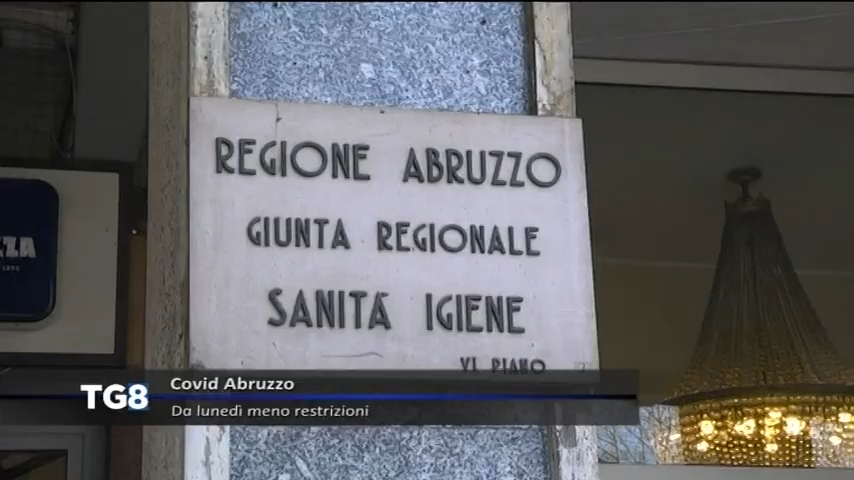 REGIONE ABRUZZO
GIUNTA REGIONALE
SANITÀ IGIENE
VI PIANO
TG8
Covid Abruzzo
Da lunedì meno restrizioni